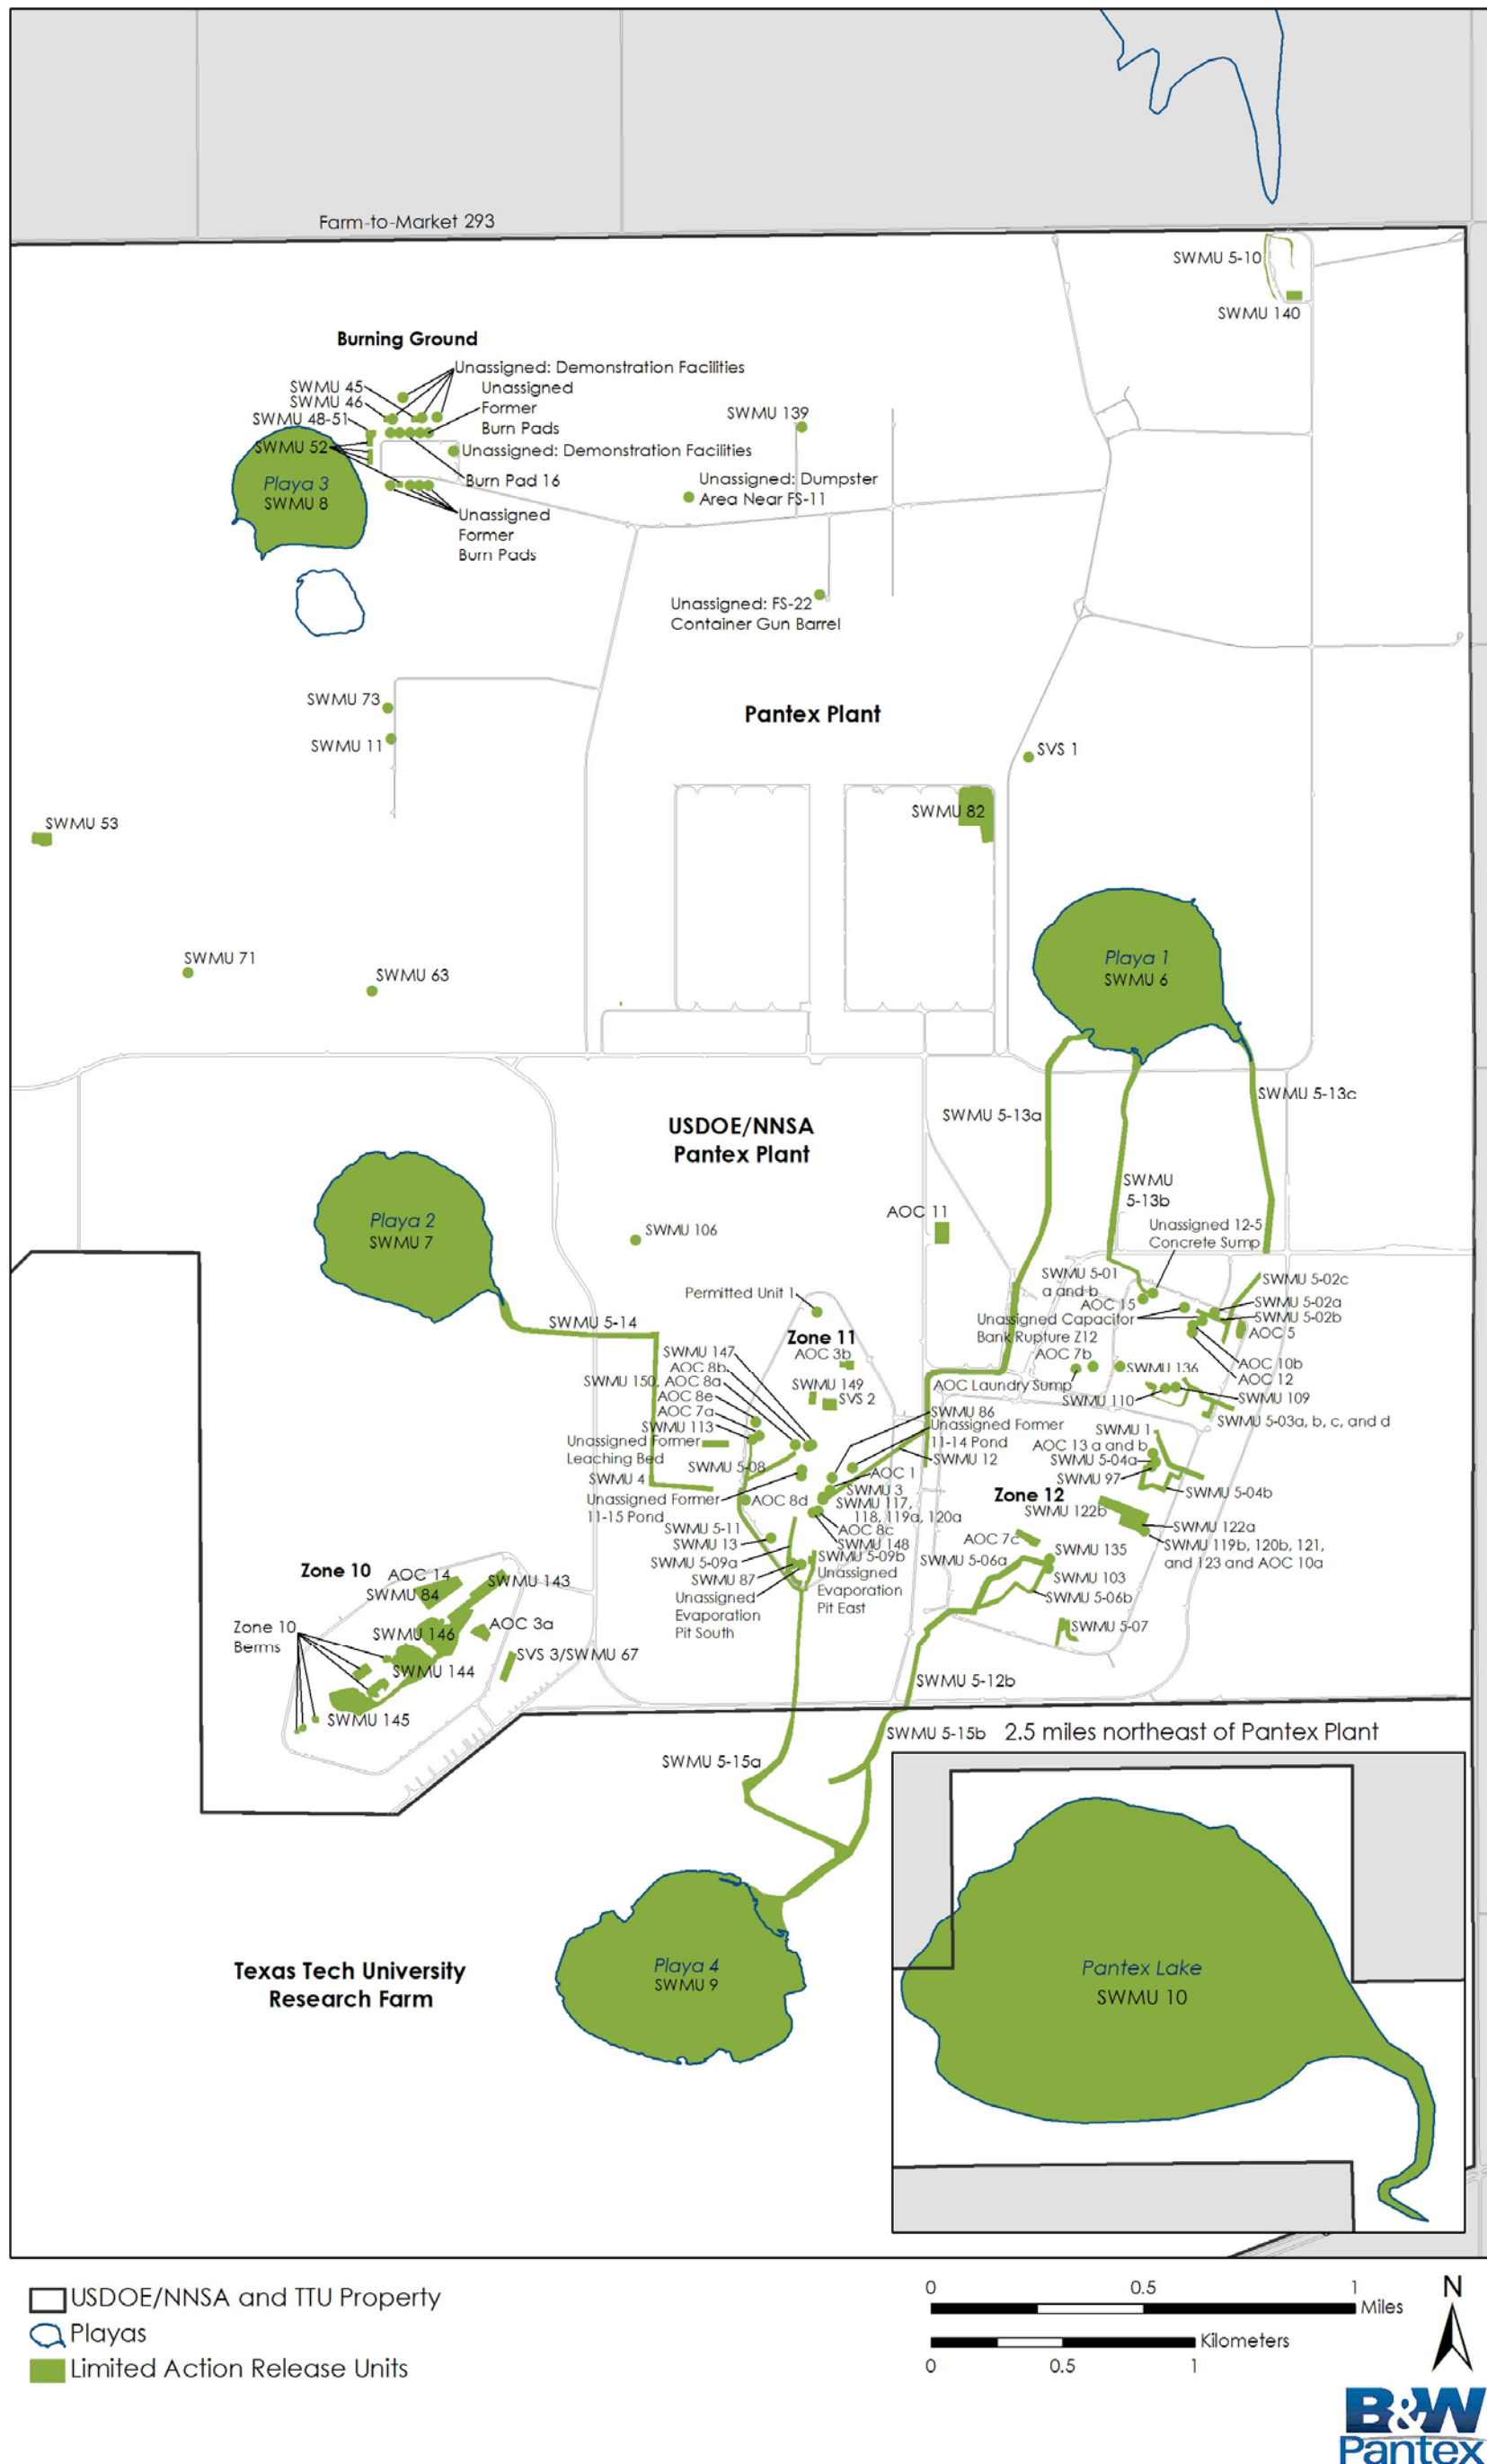 Farm-to-Market 293
SWMU 5-10
SWMU 140
Burning Ground
Unassigned: Demonstration Facilities
SWMU 45
SWMU 46
SWMU 48-51
SWMU 52
Unassigned
Former
Burn Pads
Unassigned: Demonstration Facilities
Burn Pad 16
Playa 3
SWMU 8
Unassigned
Former
Burn Pads
SWMU 139
Unassigned: Dumpster
Area Near FS-11
Unassigned: FS-22
Container Gun Barrel
SWMU 73
SWMU 11
Pantex Plant
SVS 1
SWMU 82
SWMU 53
SWMU 71
SWMU 63
Playa 1
SWMU 6
SWMU 5-13a
SWMU 5-13c
SWMU
5-13b
USDOE/NNSA
Pantex Plant
Playa 2
SWMU 7
SWMU 106
AOC 11
Unassigned 12-5
Concrete Sump
SWMU 5-01
a and b
AOC 15
Unassigned Capacitor
Bank Rupture Z12
AOC 7b
SWMU 5-02c
SWMU 5-02a
SWMU 5-02b
AOC 5
AOC 10b
AOC 12
SWMU 136
AOC Laundry Sump
SWMU 110
SWMU 109
SWMU 5-03a, b, c, and d
Permitted Unit 1
SWMU 5-14
Zone 11
AOC 3b
SWMU 147
AOC 8b
SWMU 150, AOC 8a
AOC 8e
AOC 7a
SWMU 113
SWMU 149
SVS 2
Unassigned Former
Leaching Bed
SWMU 5-08
SWMU 4
Unassigned Former
11-15 Pond
AOC 8d
SWMU 86
Unassigned Former
11-14 Pond
SWMU 12
AOC 1
SWMU 3
SWMU 117,
118, 119a, 120a
AOC 8c
SWMU 148
SWMU 5-11
SWMU 13
SWMU 5-09a
SWMU 87
Unassigned
Evaporation
Pit South
SWMU 5-09b
Unassigned
Evaporation
Pit East
SWMU 1
AOC 13 a and b
SWMU 5-04a
SWMU 97
SWMU 5-04b
Zone 12
SWMU 122b
SWMU 122a
SWMU 119b, 120b, 121,
and 123 and AOC 10a
AOC 7c
SWMU 5-06a
SWMU 135
SWMU 103
SWMU 5-06b
SWMU 5-07
SWMU 5-12b
Zone 10
AOC 14
SWMU 84
SWMU 143
Zone 10
Berms
SWMU 146
AOC 3a
SVS 3/SWMU 67
SWMU 144
SWMU 145
SWMU 5-15a
SWMU 5-15b
2.5 miles northeast of Pantex Plant
Texas Tech University
Research Farm
Playa 4
SWMU 9
Pantex Lake
SWMU 10
USDOE/NNSA and TTU Property
Playas
Limited Action Release Units
0 0.5 1
Miles
Kilometers
0 0.5 1
N
B&W
Pantex